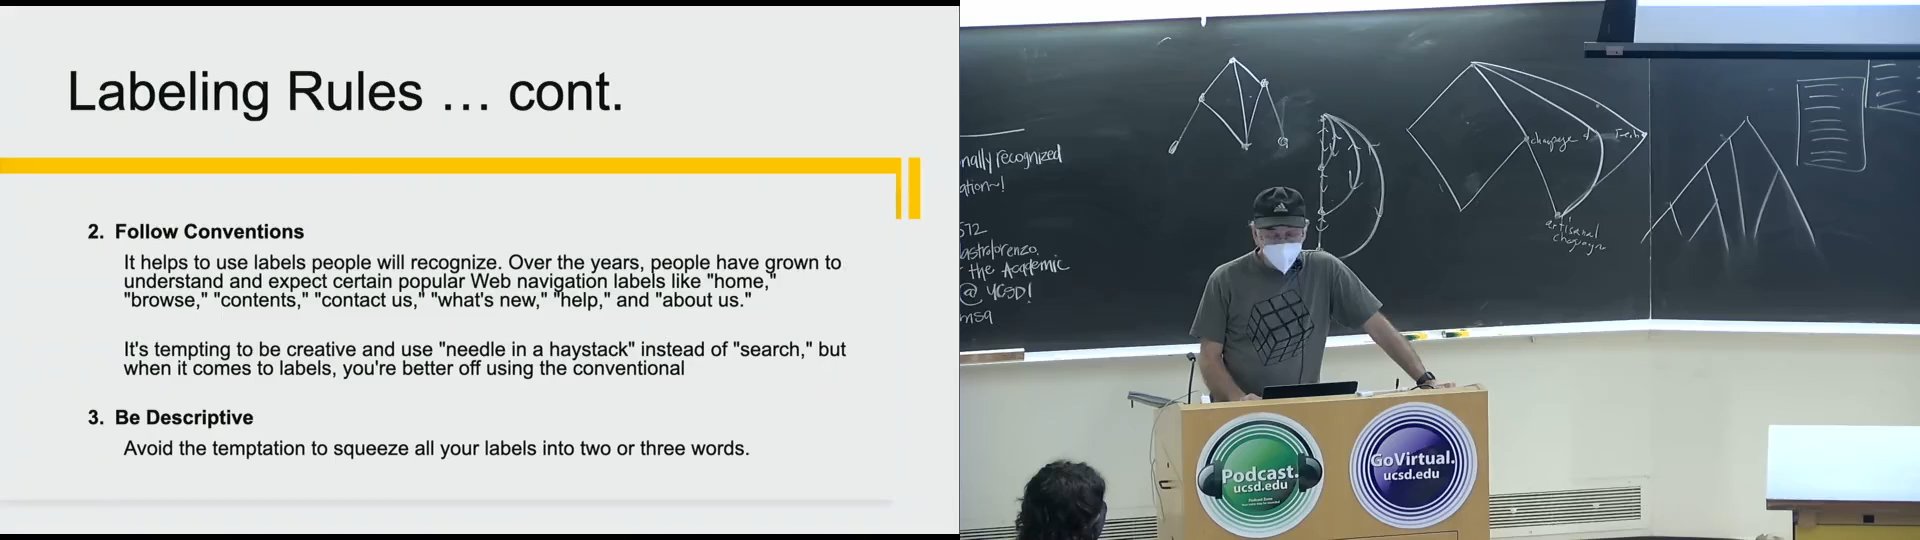 Labeling Rules … cont.
2. Follow Conventions
It helps to use labels people will recognize. Over the years, people have grown to
understand and expect certain popular Web navigation labels like "home,"
"browse," "contents," "contact us," "what's new," "help," and "about us."
It's tempting to be creative and use "needle in a haystack" instead of "search," but
when it comes to labels, you're better off using the conventional
3. Be Descriptive
Avoid the temptation to squeeze all your labels into two or three words.
nally recognized
ation~!
572
astrolorenzo.
the Academic
@ UCSD!
msq
artisanal
Podcast.
ucsd.edu
GoVirtual.
ucsd.edu